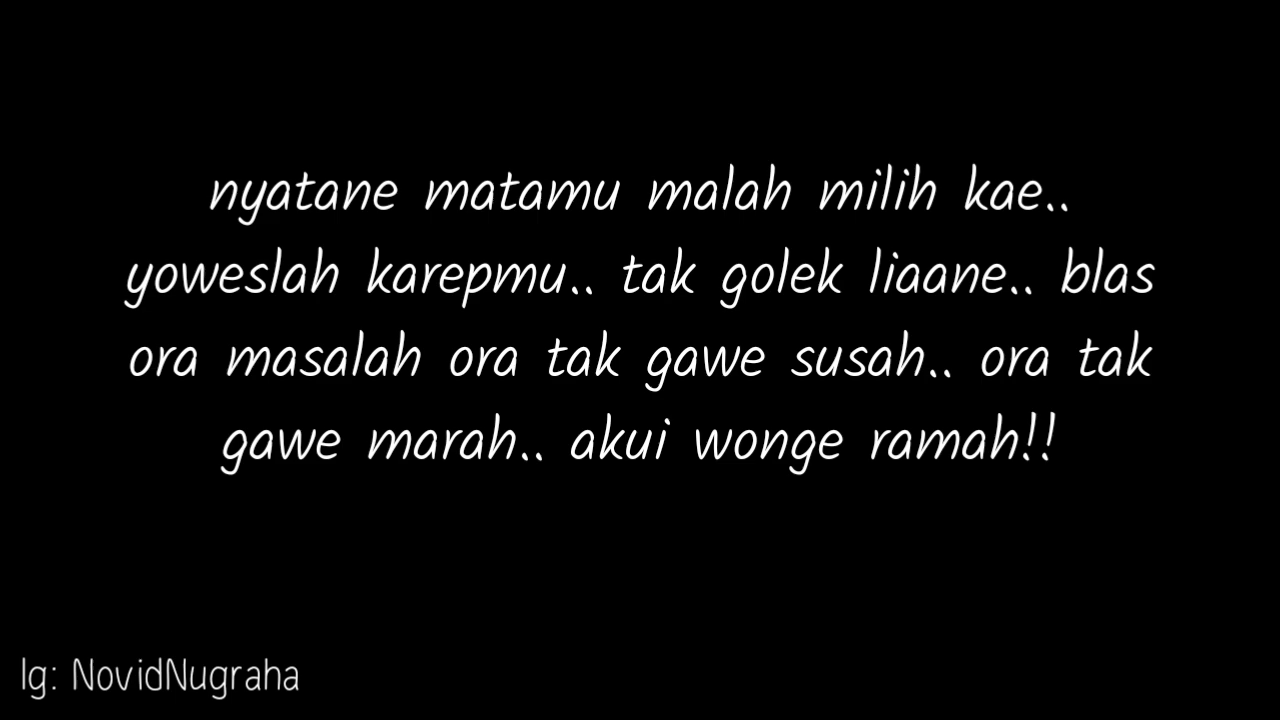 nyatane matamu malah milih kae..
yoweslah karepmu.. tak golek liaane.. blas
ora masalah ora tak gawe susah.. ora tak
gawe marah.. akui wonge ramah!!
Ig: NovidNugraha